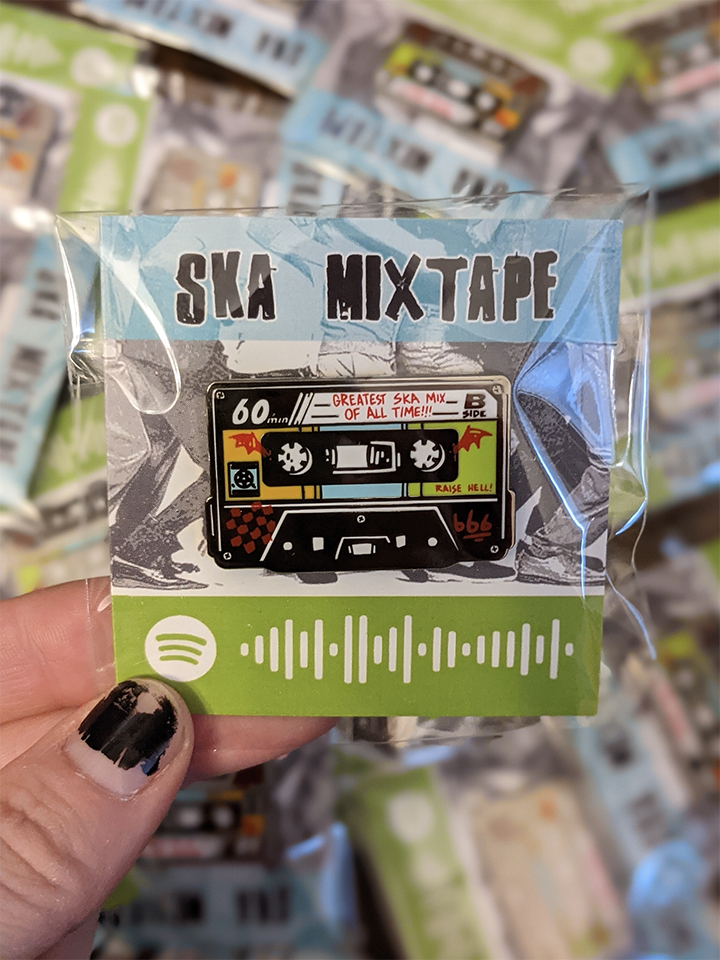 SKA MIXTAPE
60 min
GREATEST SKA MIX
OF ALL TIME!!!
B
SIDE
RAISE HELL!
666